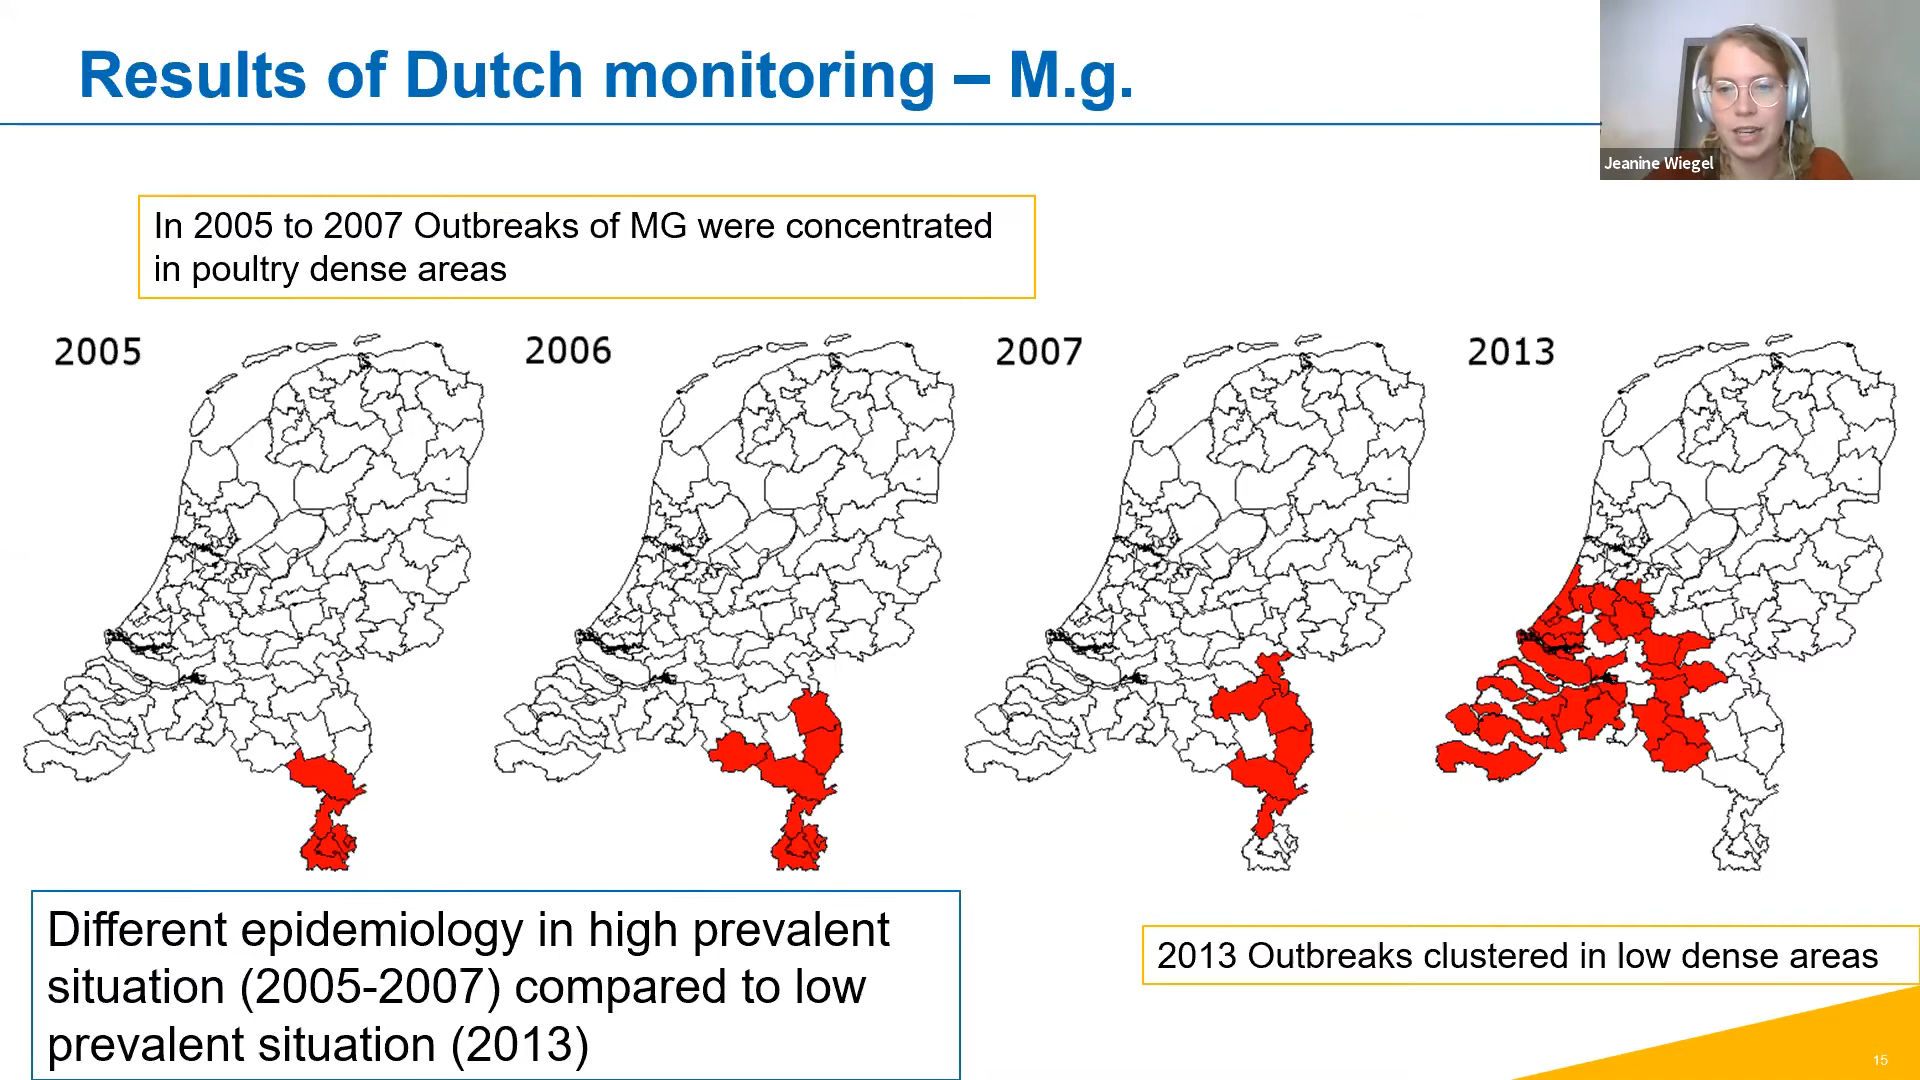 Results of Dutch monitoring – M.g.
Jeanine Wiegel
In 2005 to 2007 Outbreaks of MG were concentrated
in poultry dense areas
2005
2006
2007
2013
Different epidemiology in high prevalent
situation (2005-2007) compared to low
prevalent situation (2013)
2013 Outbreaks clustered in low dense areas
15